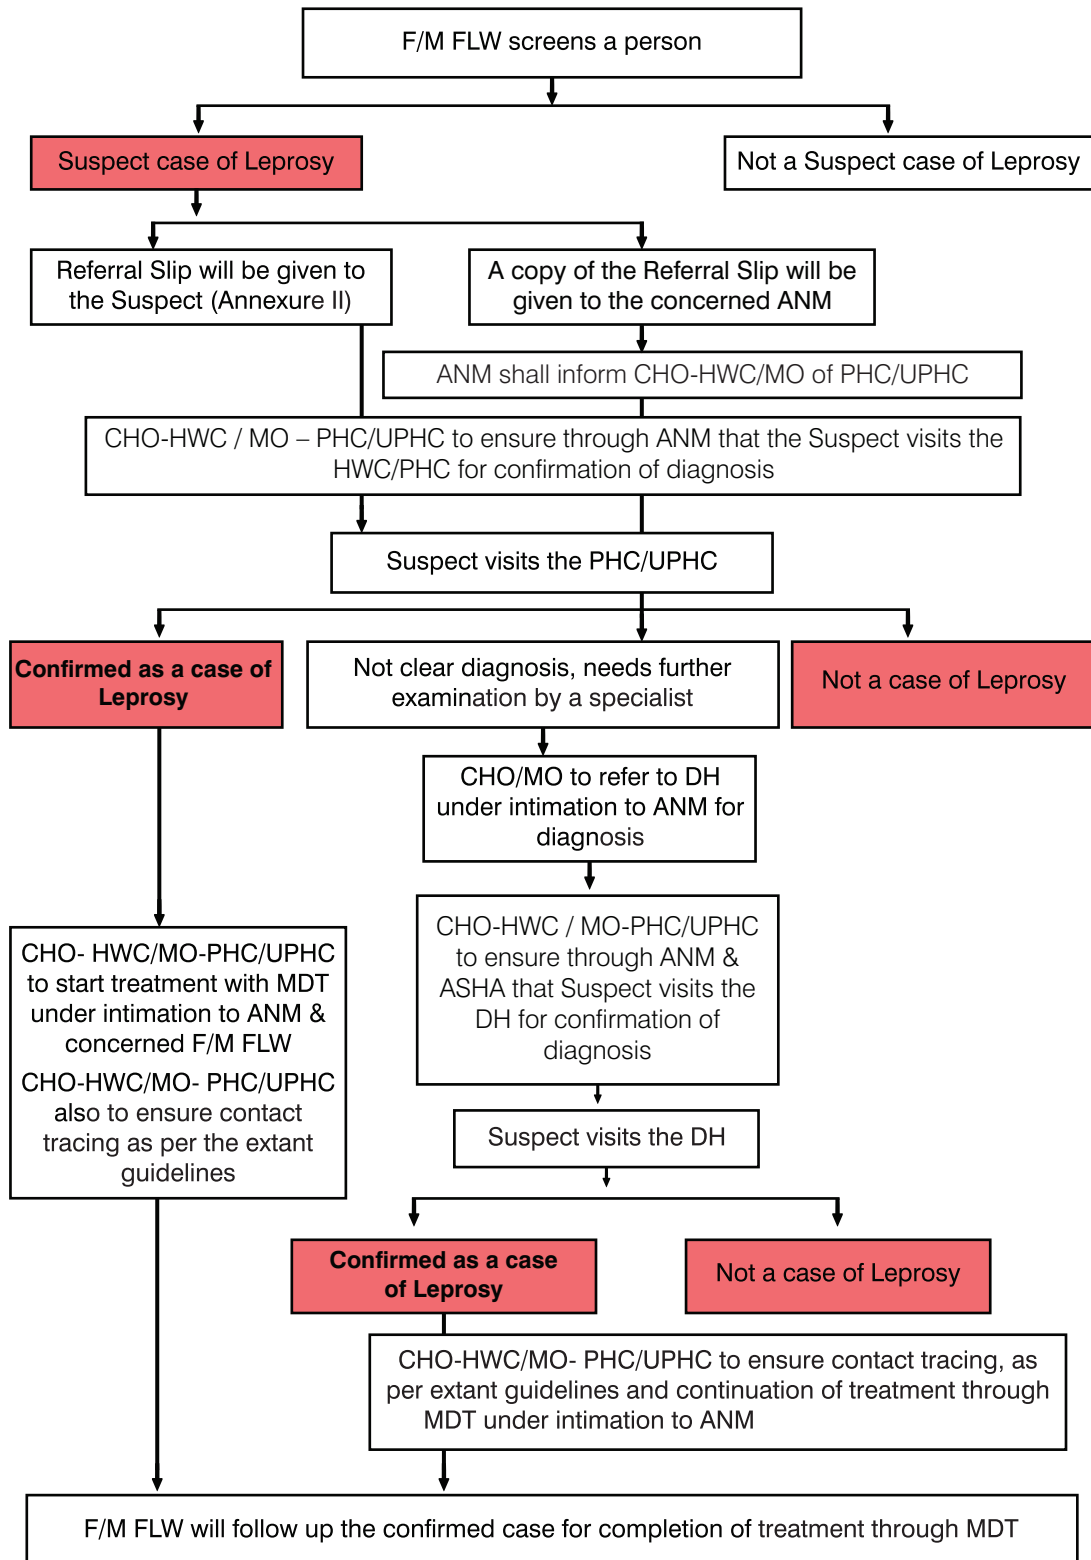 F/M FLW screens a person
Suspect case of Leprosy
Not a Suspect case of Leprosy
Referral Slip will be given to
the Suspect (Annexure II)
A copy of the Referral Slip will be
given to the concerned ANM
ANM shall inform CHO-HWC/MO of PHC/UPHC
CHO-HWC / MO – PHC/UPHC to ensure through ANM that the Suspect visits the
HWC/PHC for confirmation of diagnosis
Suspect visits the PHC/UPHC
Confirmed as a case of
Leprosy
Not clear diagnosis, needs further
examination by a specialist
Not a case of Leprosy
CHO/MO to refer to DH
under intimation to ANM for
diagnosis
CHO-HWC / MO-PHC/UPHC
to ensure through ANM &
ASHA that Suspect visits the
DH for confirmation of
diagnosis
CHO- HWC/MO-PHC/UPHC
to start treatment with MDT
under intimation to ANM &
concerned F/M FLW
CHO-HWC/MO- PHC/UPHC
also to ensure contact
tracing as per the extant
guidelines
Suspect visits the DH
Confirmed as a case
of Leprosy
Not a case of Leprosy
CHO-HWC/MO- PHC/UPHC to ensure contact tracing, as
per extant guidelines and continuation of treatment through
MDT under intimation to ANM
F/M FLW will follow up the confirmed case for completion of treatment through MDT